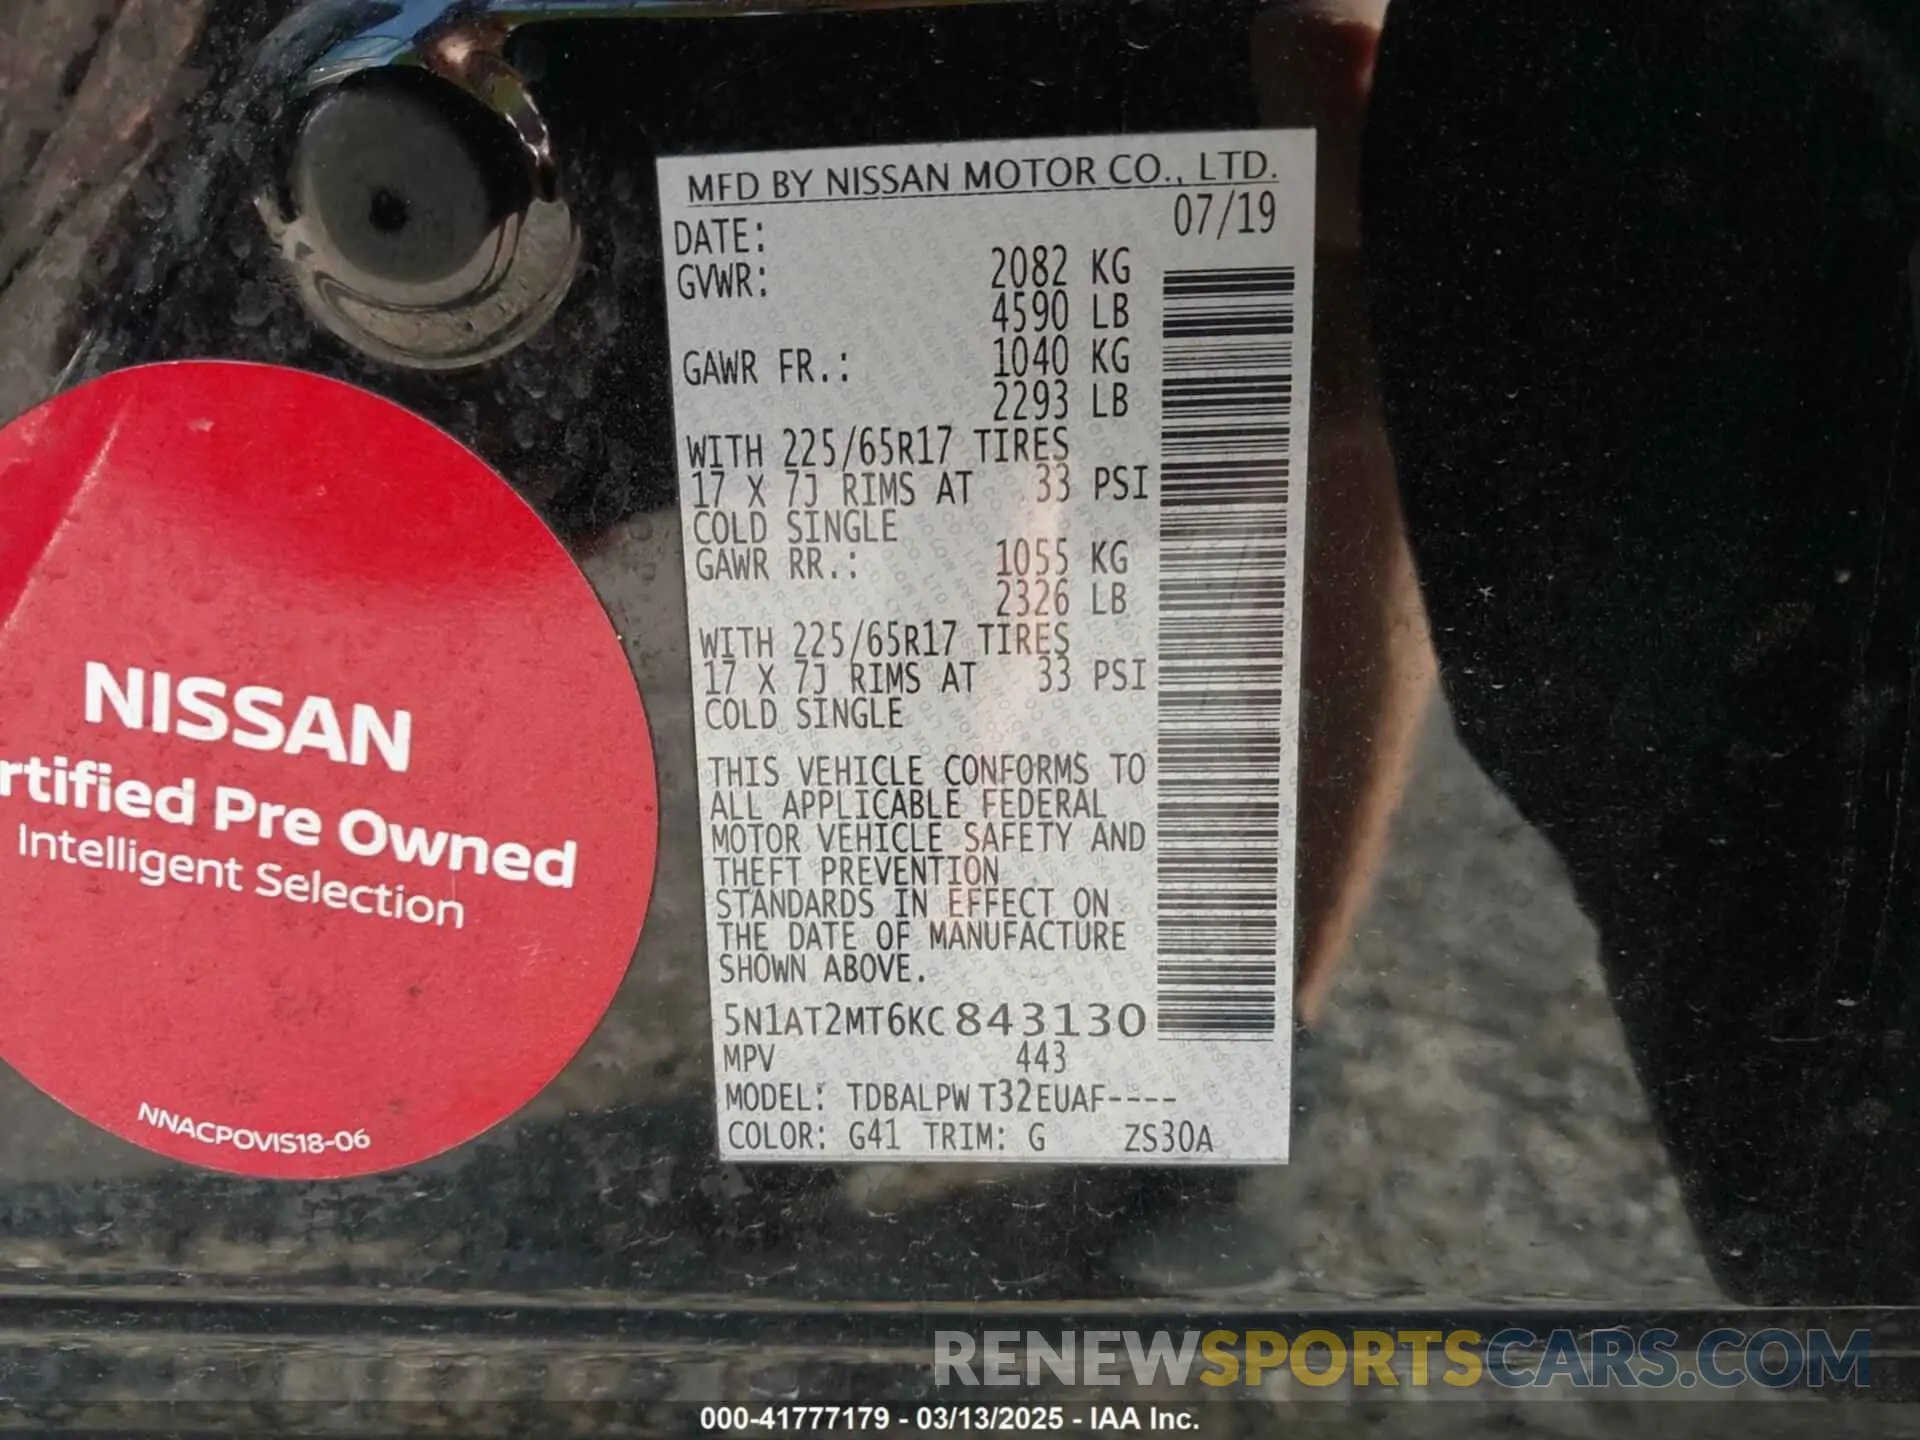 MFD BY NISSAN MOTOR CO., LTD.
DATE: 07/19
GVWR: 2082 KG
4590 LB
GAWR FR.: 1040 KG
2293 LB
WITH 225/65R17 TIRES
17 X 7J RIMS AT 33 PSI
COLD SINGLE
GAWR RR.: 1055 KG
2326 LB
WITH 225/65R17 TIRES
17 X 7J RIMS AT 33 PSI
COLD SINGLE
THIS VEHICLE CONFORMS TO
ALL APPLICABLE FEDERAL
MOTOR VEHICLE SAFETY AND
THEFT PREVENTION
STANDARDS IN EFFECT ON
THE DATE OF MANUFACTURE
SHOWN ABOVE.
5N1AT2MT6KC843130
MPV 443
MODEL: TDBALPW T32EUAF----
COLOR: G41 TRIM: G ZS30A
NISSAN
rtified Pre Owned
Intelligent Selection
NNACPOVIS18-06
RENEWSPORTSCARS.COM
000-41777179 - 03/13/2025 - IAA Inc.